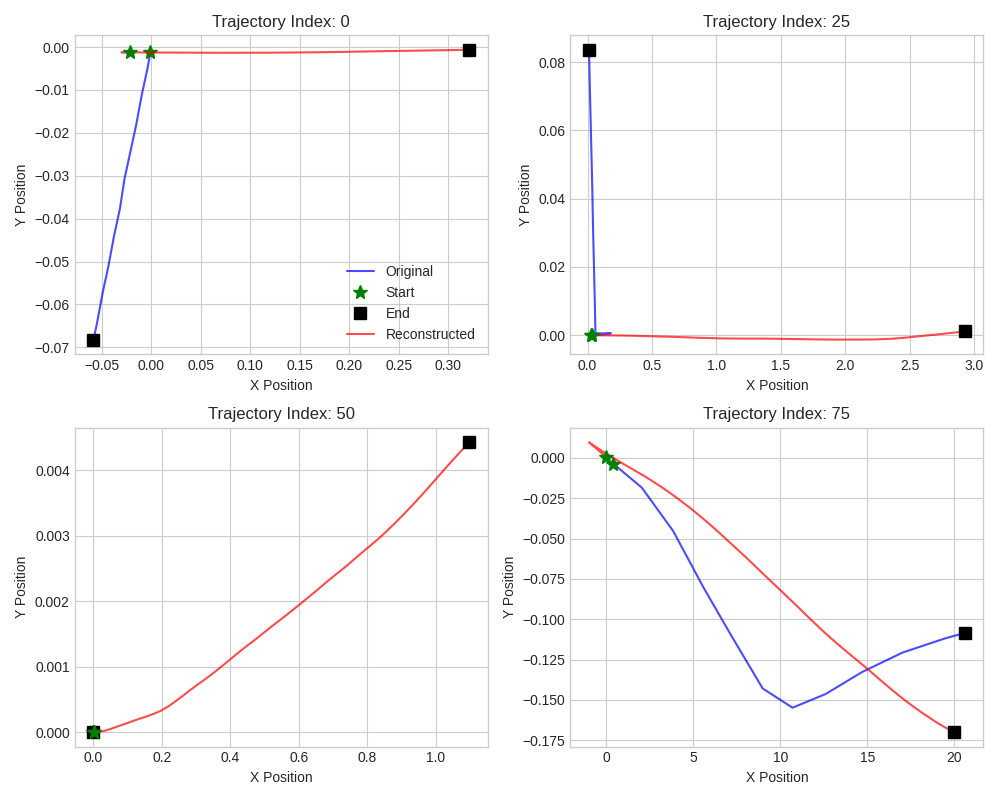 Trajectory Index: 0
0.00
−0.01
−0.02
−0.03
−0.04
−0.05
−0.06
−0.07
Y Position
Original
Start
End
Reconstructed
−0.05 0.00 0.05 0.10 0.15 0.20 0.25 0.30
X Position
Trajectory Index: 25
0.08
0.06
0.04
0.02
0.00
Y Position
0.0 0.5 1.0 1.5 2.0 2.5 3.0
X Position
Trajectory Index: 50
0.004
0.003
0.002
0.001
0.000
Y Position
0.0 0.2 0.4 0.6 0.8 1.0
X Position
Trajectory Index: 75
0.000
−0.025
−0.050
−0.075
−0.100
−0.125
−0.150
−0.175
Y Position
0 5 10 15 20
X Position